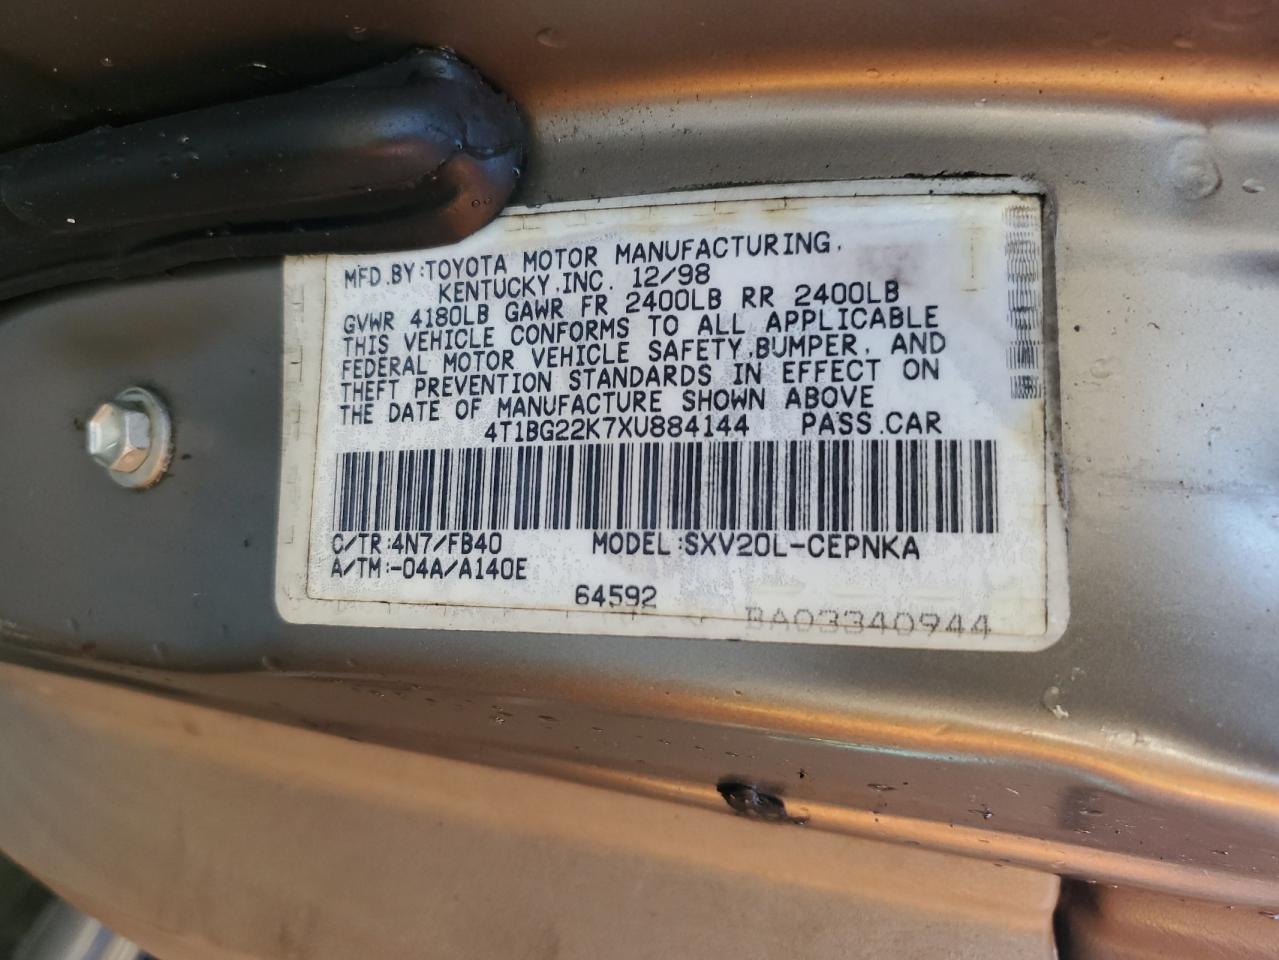 MFD.BY:TOYOTA MOTOR MANUFACTURING,
KENTUCKY,INC. 12/98
GVWR 4180LB GAWR FR 2400LB RR 2400LB
THIS VEHICLE CONFORMS TO ALL APPLICABLE
FEDERAL MOTOR VEHICLE SAFETY,BUMPER, AND
THEFT PREVENTION STANDARDS IN EFFECT ON
THE DATE OF MANUFACTURE SHOWN ABOVE
4T1BG22K7XU884144 PASS.CAR
C/TR:4N7/FB40 MODEL:SXV20L-CEPNKA
A/TM:-04A/A140E
64592
BA03340944